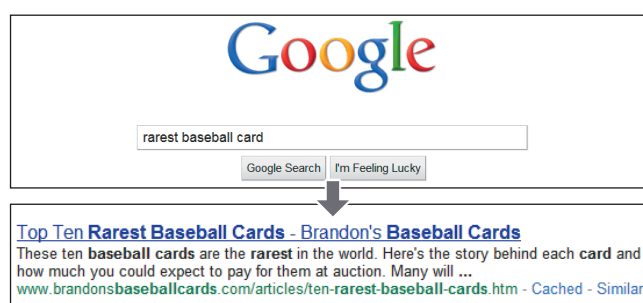 Google
rarest baseball card
Google Search I'm Feeling Lucky
Top Ten Rarest Baseball Cards - Brandon's Baseball Cards
These ten baseball cards are the rarest in the world. Here's the story behind each card and
how much you could expect to pay for them at auction. Many will ...
www.brandonsbaseballcards.com/articles/ten-rarest-baseball-cards.htm - Cached - Similar